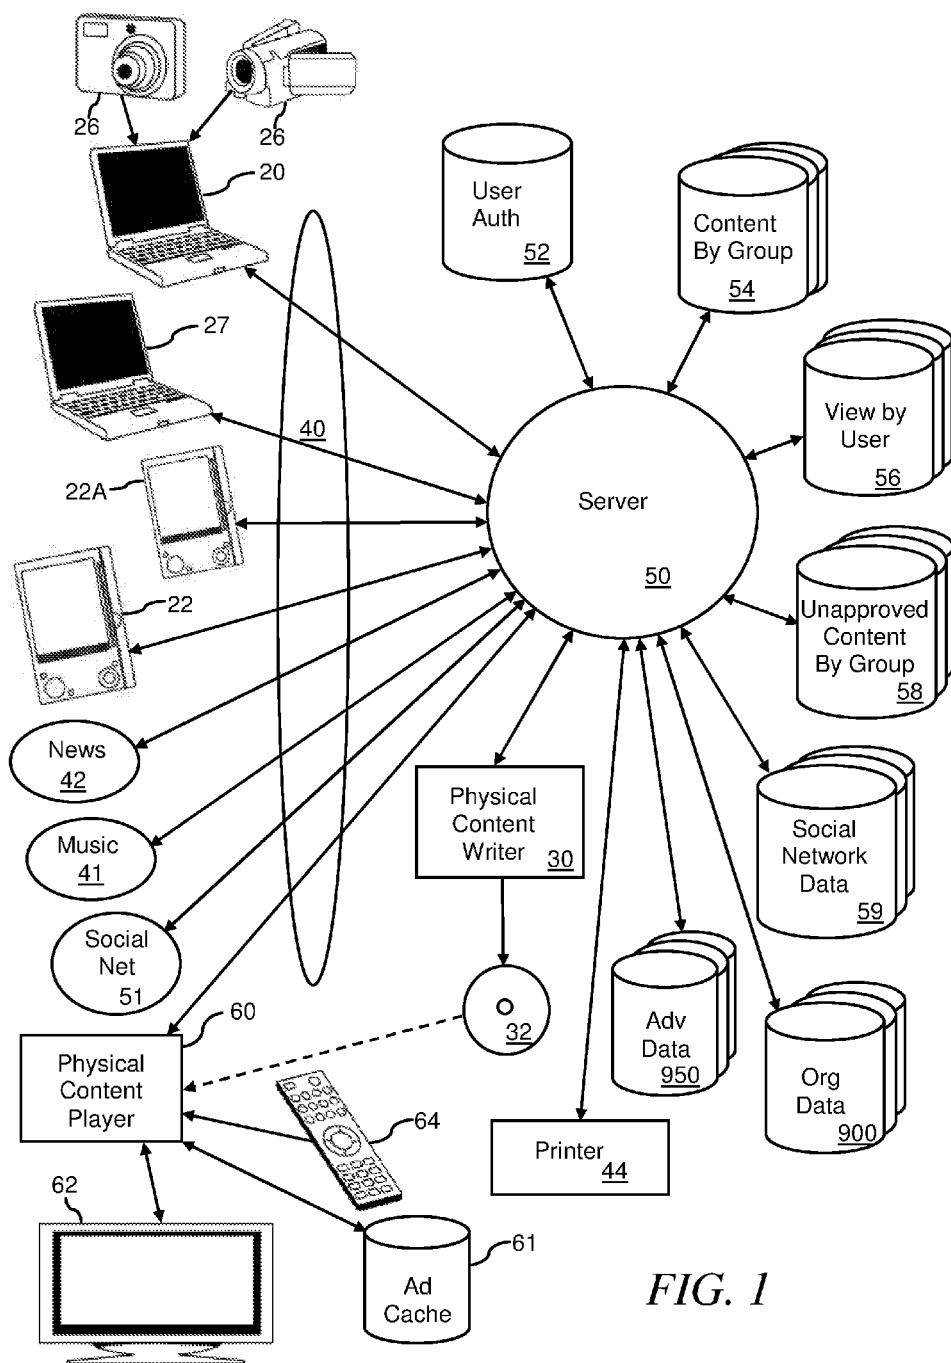 26
26
20
User
Auth
52
Content
By Group
54
27
40
View by
User
56
22A
Server
50
22
Unapproved
Content
By Group
58
News
42
Music
41
Social
Net
51
Physical
Content
Writer
30
Social
Network
Data
59
60
Physical
Content
Player
32
Adv
Data
950
Org
Data
900
64
Printer
44
62
61
Ad
Cache
FIG. 1